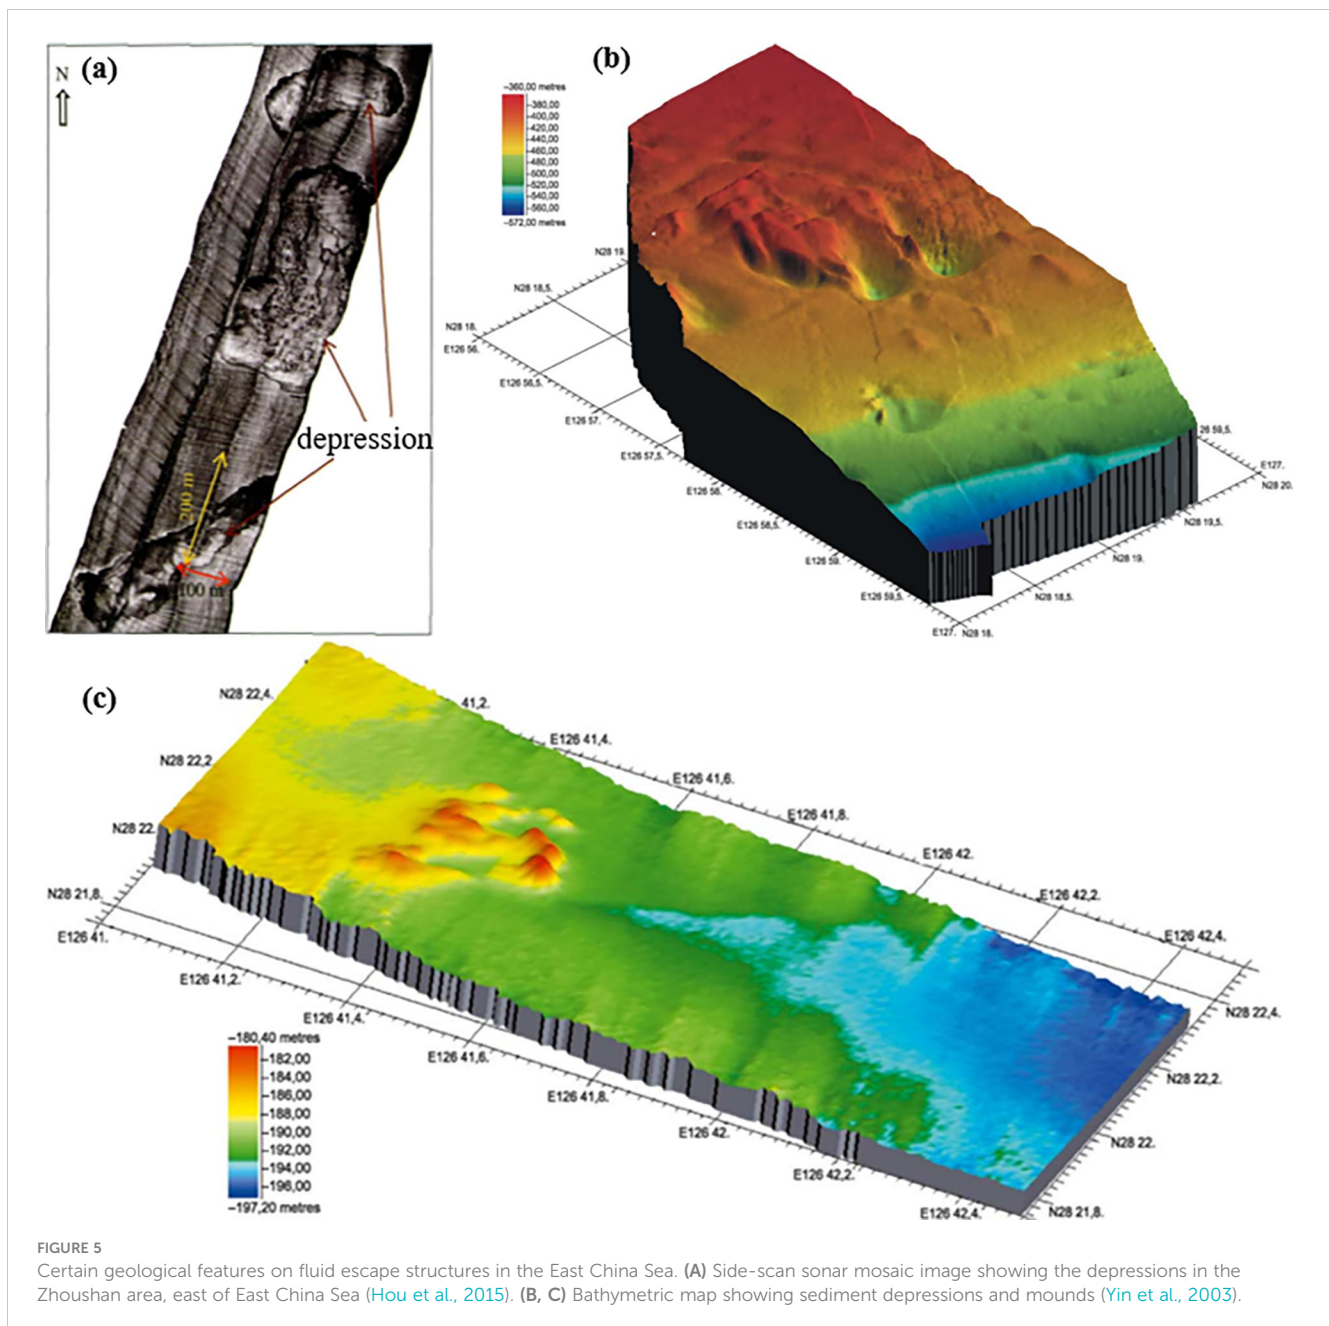 (a)
N
depression
200 m
100 m
(b)
−360,00 metres
−380,00
−400,00
−420,00
−440,00
−460,00
−480,00
−500,00
−520,00
−540,00
−560,00
−572,00 metres
N28 19.
N28 18,5.
N28 18.
E126 56.
E126 56,5.
E126 57.
E126 57,5.
E126 58.
E126 58,5.
E126 59.
E126 59,5.
E127. N28 18.
N28 18,5.
N28 19.
N28 19,5.
N28 20.
E127.
26 59,5.
(c)
N28 22,4.
N28 22,2.
N28 22.
N28 21,8.
E126 41.
E126 41,2.
E126 41,4.
E126 41,6.
E126 41,8.
E126 42.
E126 42,2.
E126 42,4.
41,2.
E126 41,4.
E126 41,6.
E126 41,8.
E126 42.
E126 42,2.
E126 42,4.
N28 22,4.
N28 22,2.
N28 22.
N28 21,8.
−180,40 metres
−182,00
−184,00
−186,00
−188,00
−190,00
−192,00
−194,00
−196,00
−197,20 metres
FIGURE 5
Certain geological features on fluid escape structures in the East China Sea. (A) Side-scan sonar mosaic image showing the depressions in the
Zhoushan area, east of East China Sea (Hou et al., 2015). (B, C) Bathymetric map showing sediment depressions and mounds (Yin et al., 2003).